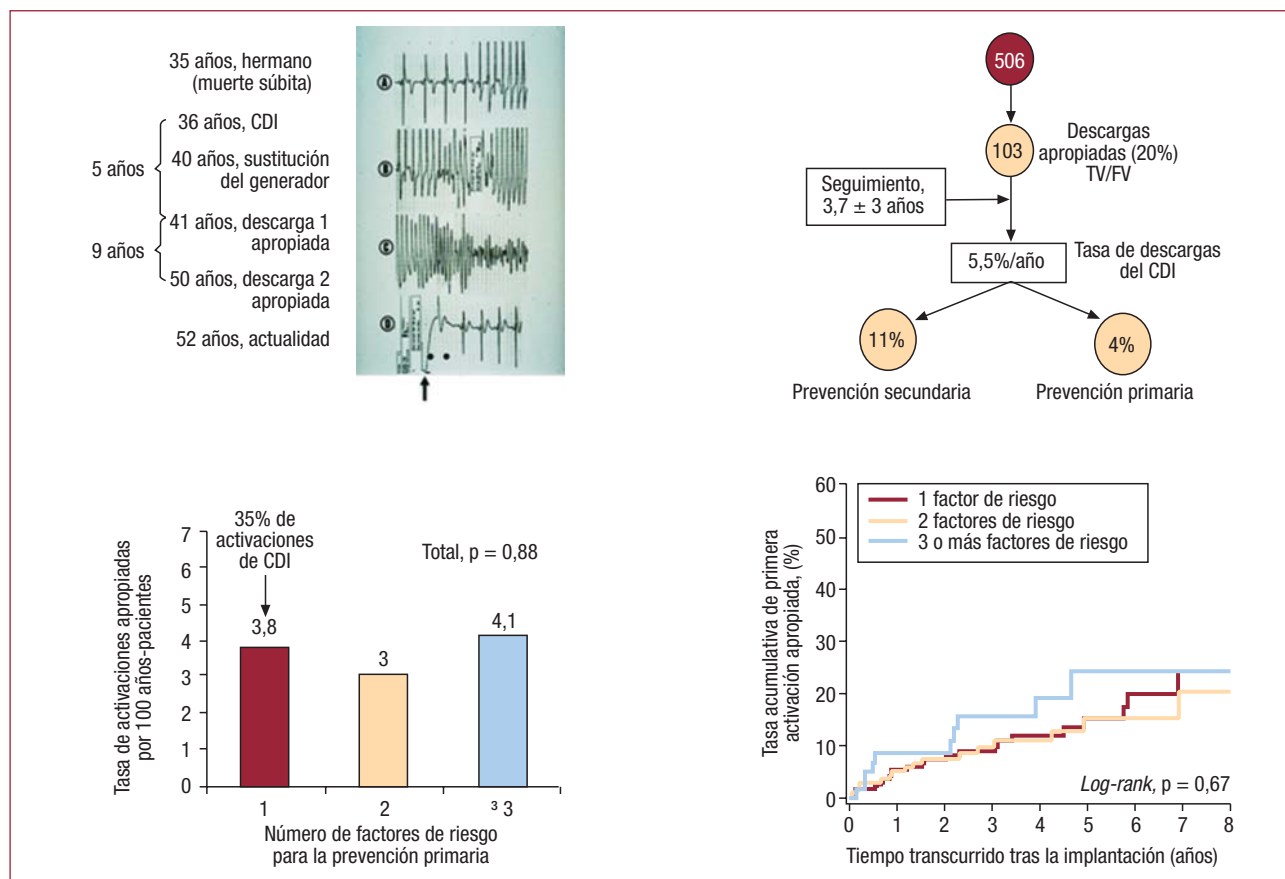 35 años, hermano
(muerte súbita)
36 años, CDI
5 años
40 años, sustitución
del generador
41 años, descarga 1
apropiada
9 años
50 años, descarga 2
apropiada
52 años, actualidad
A
B
C
D
506
103
Descargas
apropiadas (20%)
TV/FV
Seguimiento,
3,7 ± 3 años
5,5%/año
Tasa de descargas
del CDI
11%
4%
Prevención secundaria
Prevención primaria
Tasa de activaciones apropiadas
por 100 años-pacientes
7
6
5
4
3
2
1
0
35% de
activaciones
de CDI
Total, p = 0,88
3,8
3
4,1
1
2
³ 3
Número de factores de riesgo
para la prevención primaria
Tasa acumulativa de primera
activación apropiada, (%)
60
50
40
30
20
10
0
1 factor de riesgo
2 factores de riesgo
3 o más factores de riesgo
Log-rank, p = 0,67
0 1 2 3 4 5 6 7 8
Tiempo transcurrido tras la implantación (años)